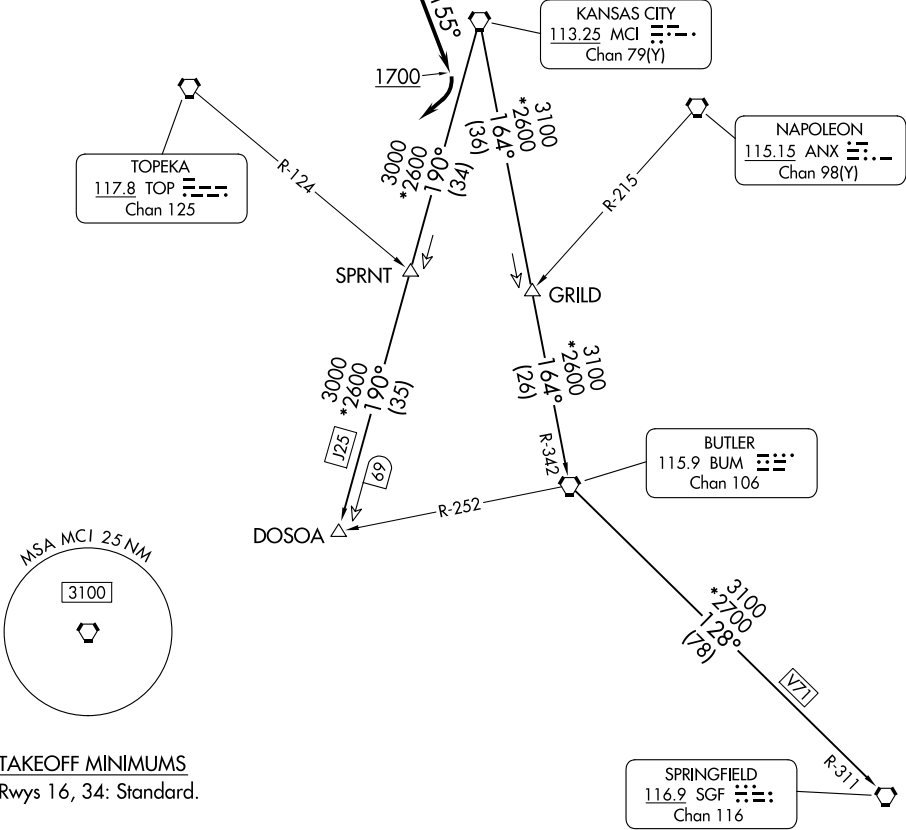 155°
1700
KANSAS CITY
113.25 MCI
Chan 79(Y)
TOPEKA
117.8 TOP
Chan 125
NAPOLEON
115.15 ANX
Chan 98(Y)
R-124
3000
*2600
190°
(34)
3100
*2600
164°
(36)
R-215
SPRNT
GRILD
3000
*2600
190°
(35)
3100
*2600
164°
(26)
J25
69
R-342
BUTLER
115.9 BUM
Chan 106
R-252
DOSOA
MSA MCI 25 NM
3100
3100
*2700
128°
(78)
V71
R-311
TAKEOFF MINIMUMS
Rwys 16, 34: Standard.
SPRINGFIELD
116.9 SGF
Chan 116